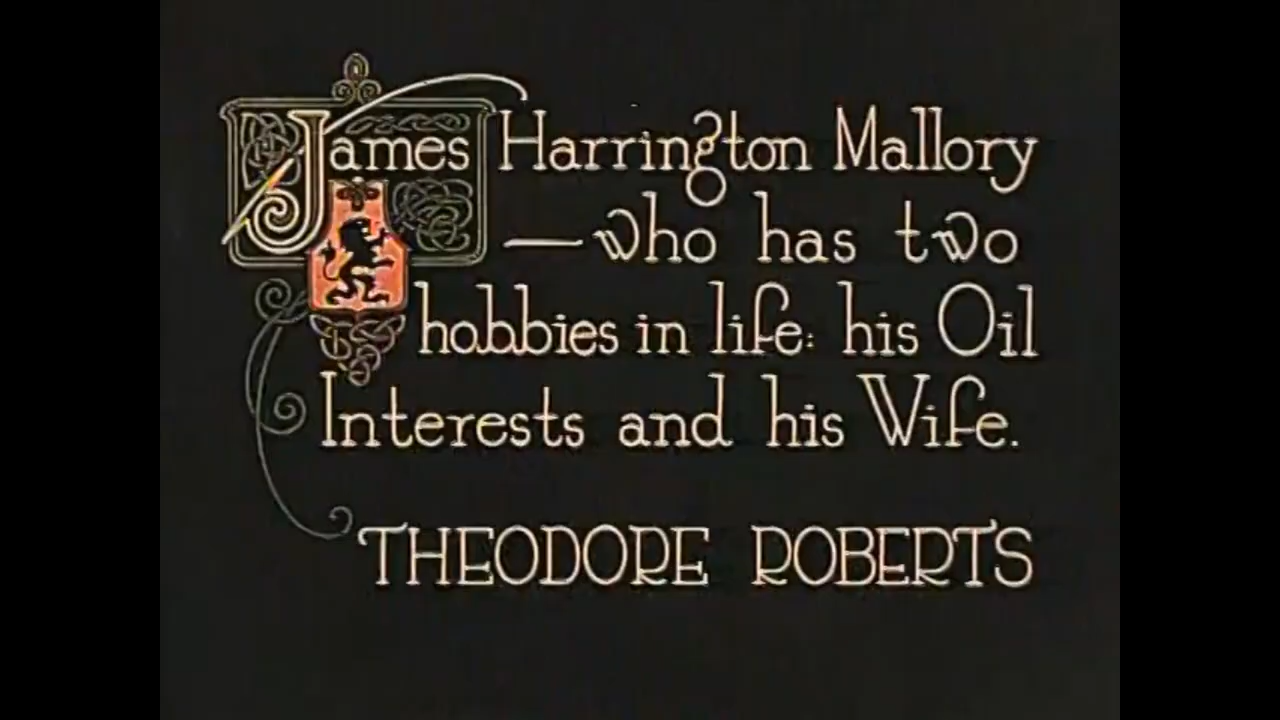 James Harrington Mallory
—who has two
hobbies in life: his Oil
Interests and his Wife.
THEODORE ROBERTS